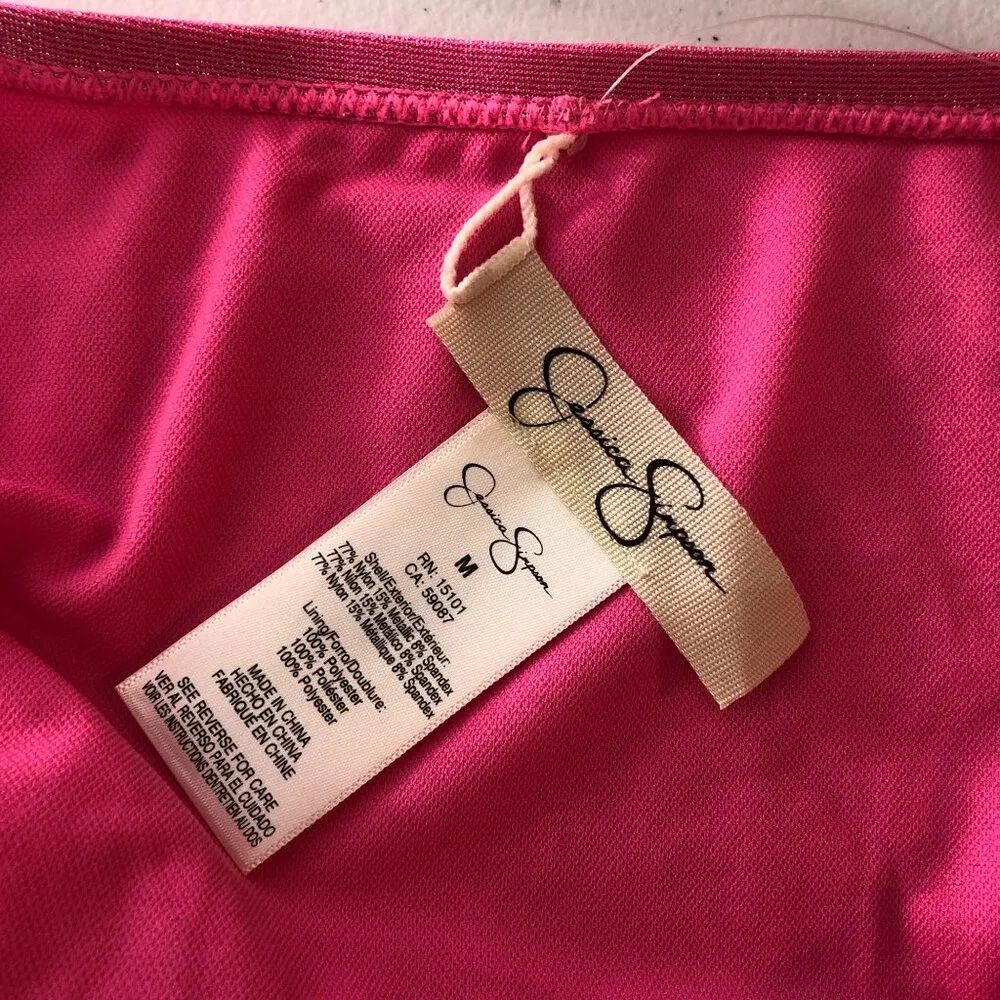 Jessica Simpson
Jessica Simpson
M
RN: 15101
CA: 59087
Shell/Exterior/Extérieur:
77% Nylon 15% Metallic 8% Spandex
77% Nilon 15% Metálico 8% Spandex
77% Nylon 15% Métallique 8% Spandex
Lining/Forro/Doublure:
100% Polyester
100% Poliéster
100% Polyester
MADE IN CHINA
HECHO EN CHINA
FABRIQUÉ EN CHINE
SEE REVERSE FOR CARE
VER AL REVERSO PARA EL CUIDADO
VOIR LES INSTRUCTIONS D'ENTRETIEN AU DOS